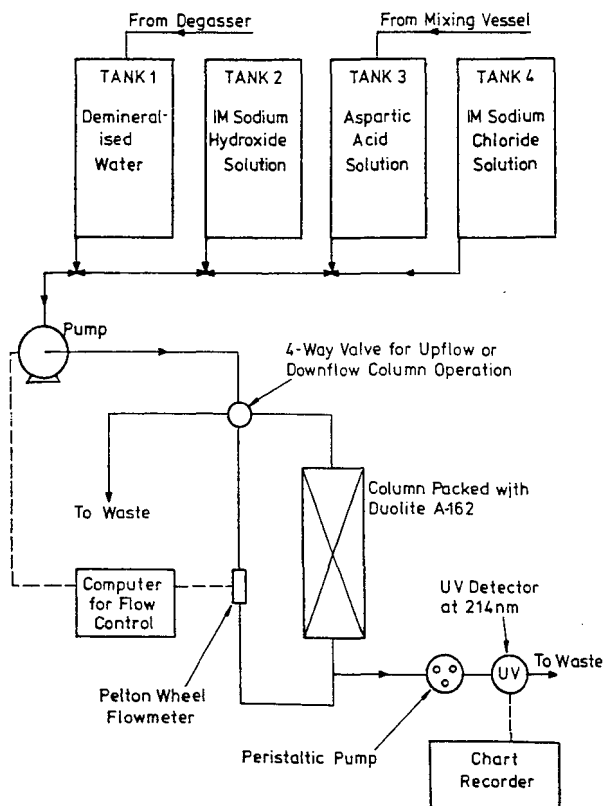 From Degasser
From Mixing Vessel
TANK 1
Demineral-
ised
Water
TANK 2
IM Sodium
Hydroxide
Solution
TANK 3
Aspartic
Acid
Solution
TANK 4
IM Sodium
Chloride
Solution
Pump
4-Way Valve for Upflow or
Downflow Column Operation
To Waste
Column Packed with
Duolite A-162
Computer
for Flow
Control
UV Detector
at 214nm
To Waste
UV
Pelton Wheel
Flowmeter
Peristaltic Pump
Chart
Recorder